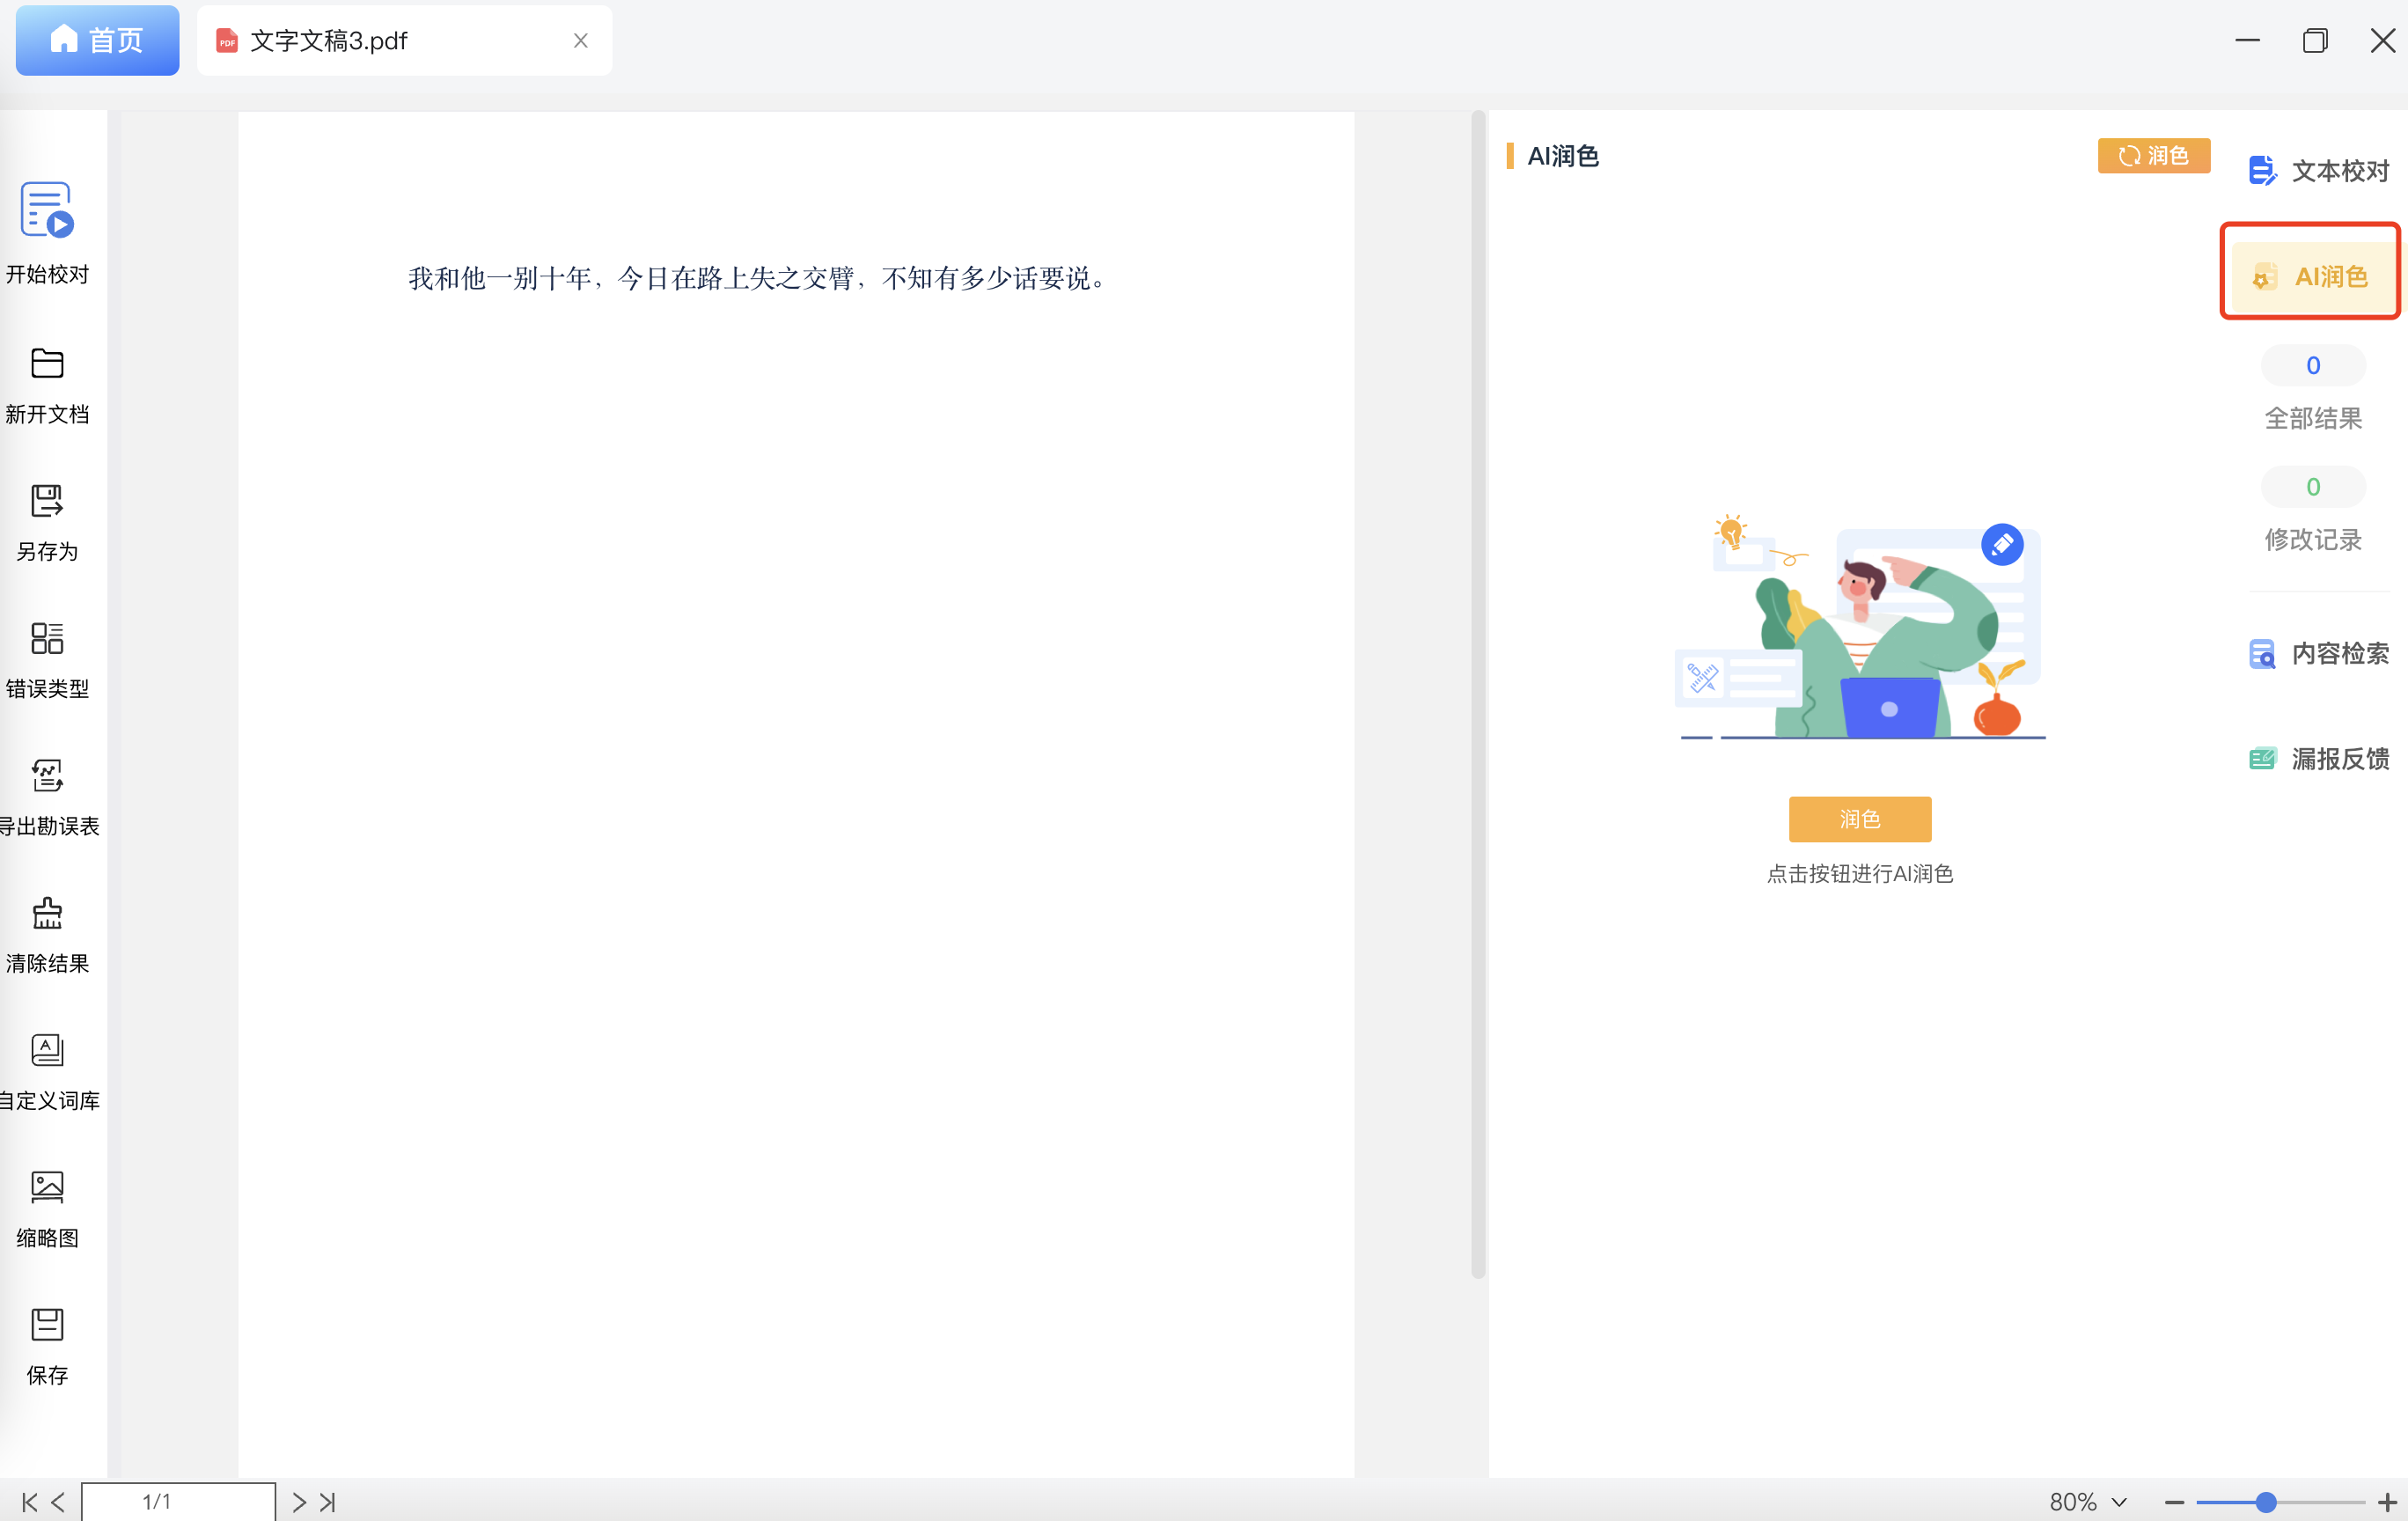 首页
文字文稿3.pdf
开始校对
新开文档
另存为
错误类型
导出勘误表
清除结果
自定义词库
缩略图
保存
我和他一别十年，今日在路上失之交臂，不知有多少话要说。
AI润色
润色
润色
点击按钮进行AI润色
文本校对
AI润色
0
全部结果
0
修改记录
内容检索
漏报反馈
1/1
80%